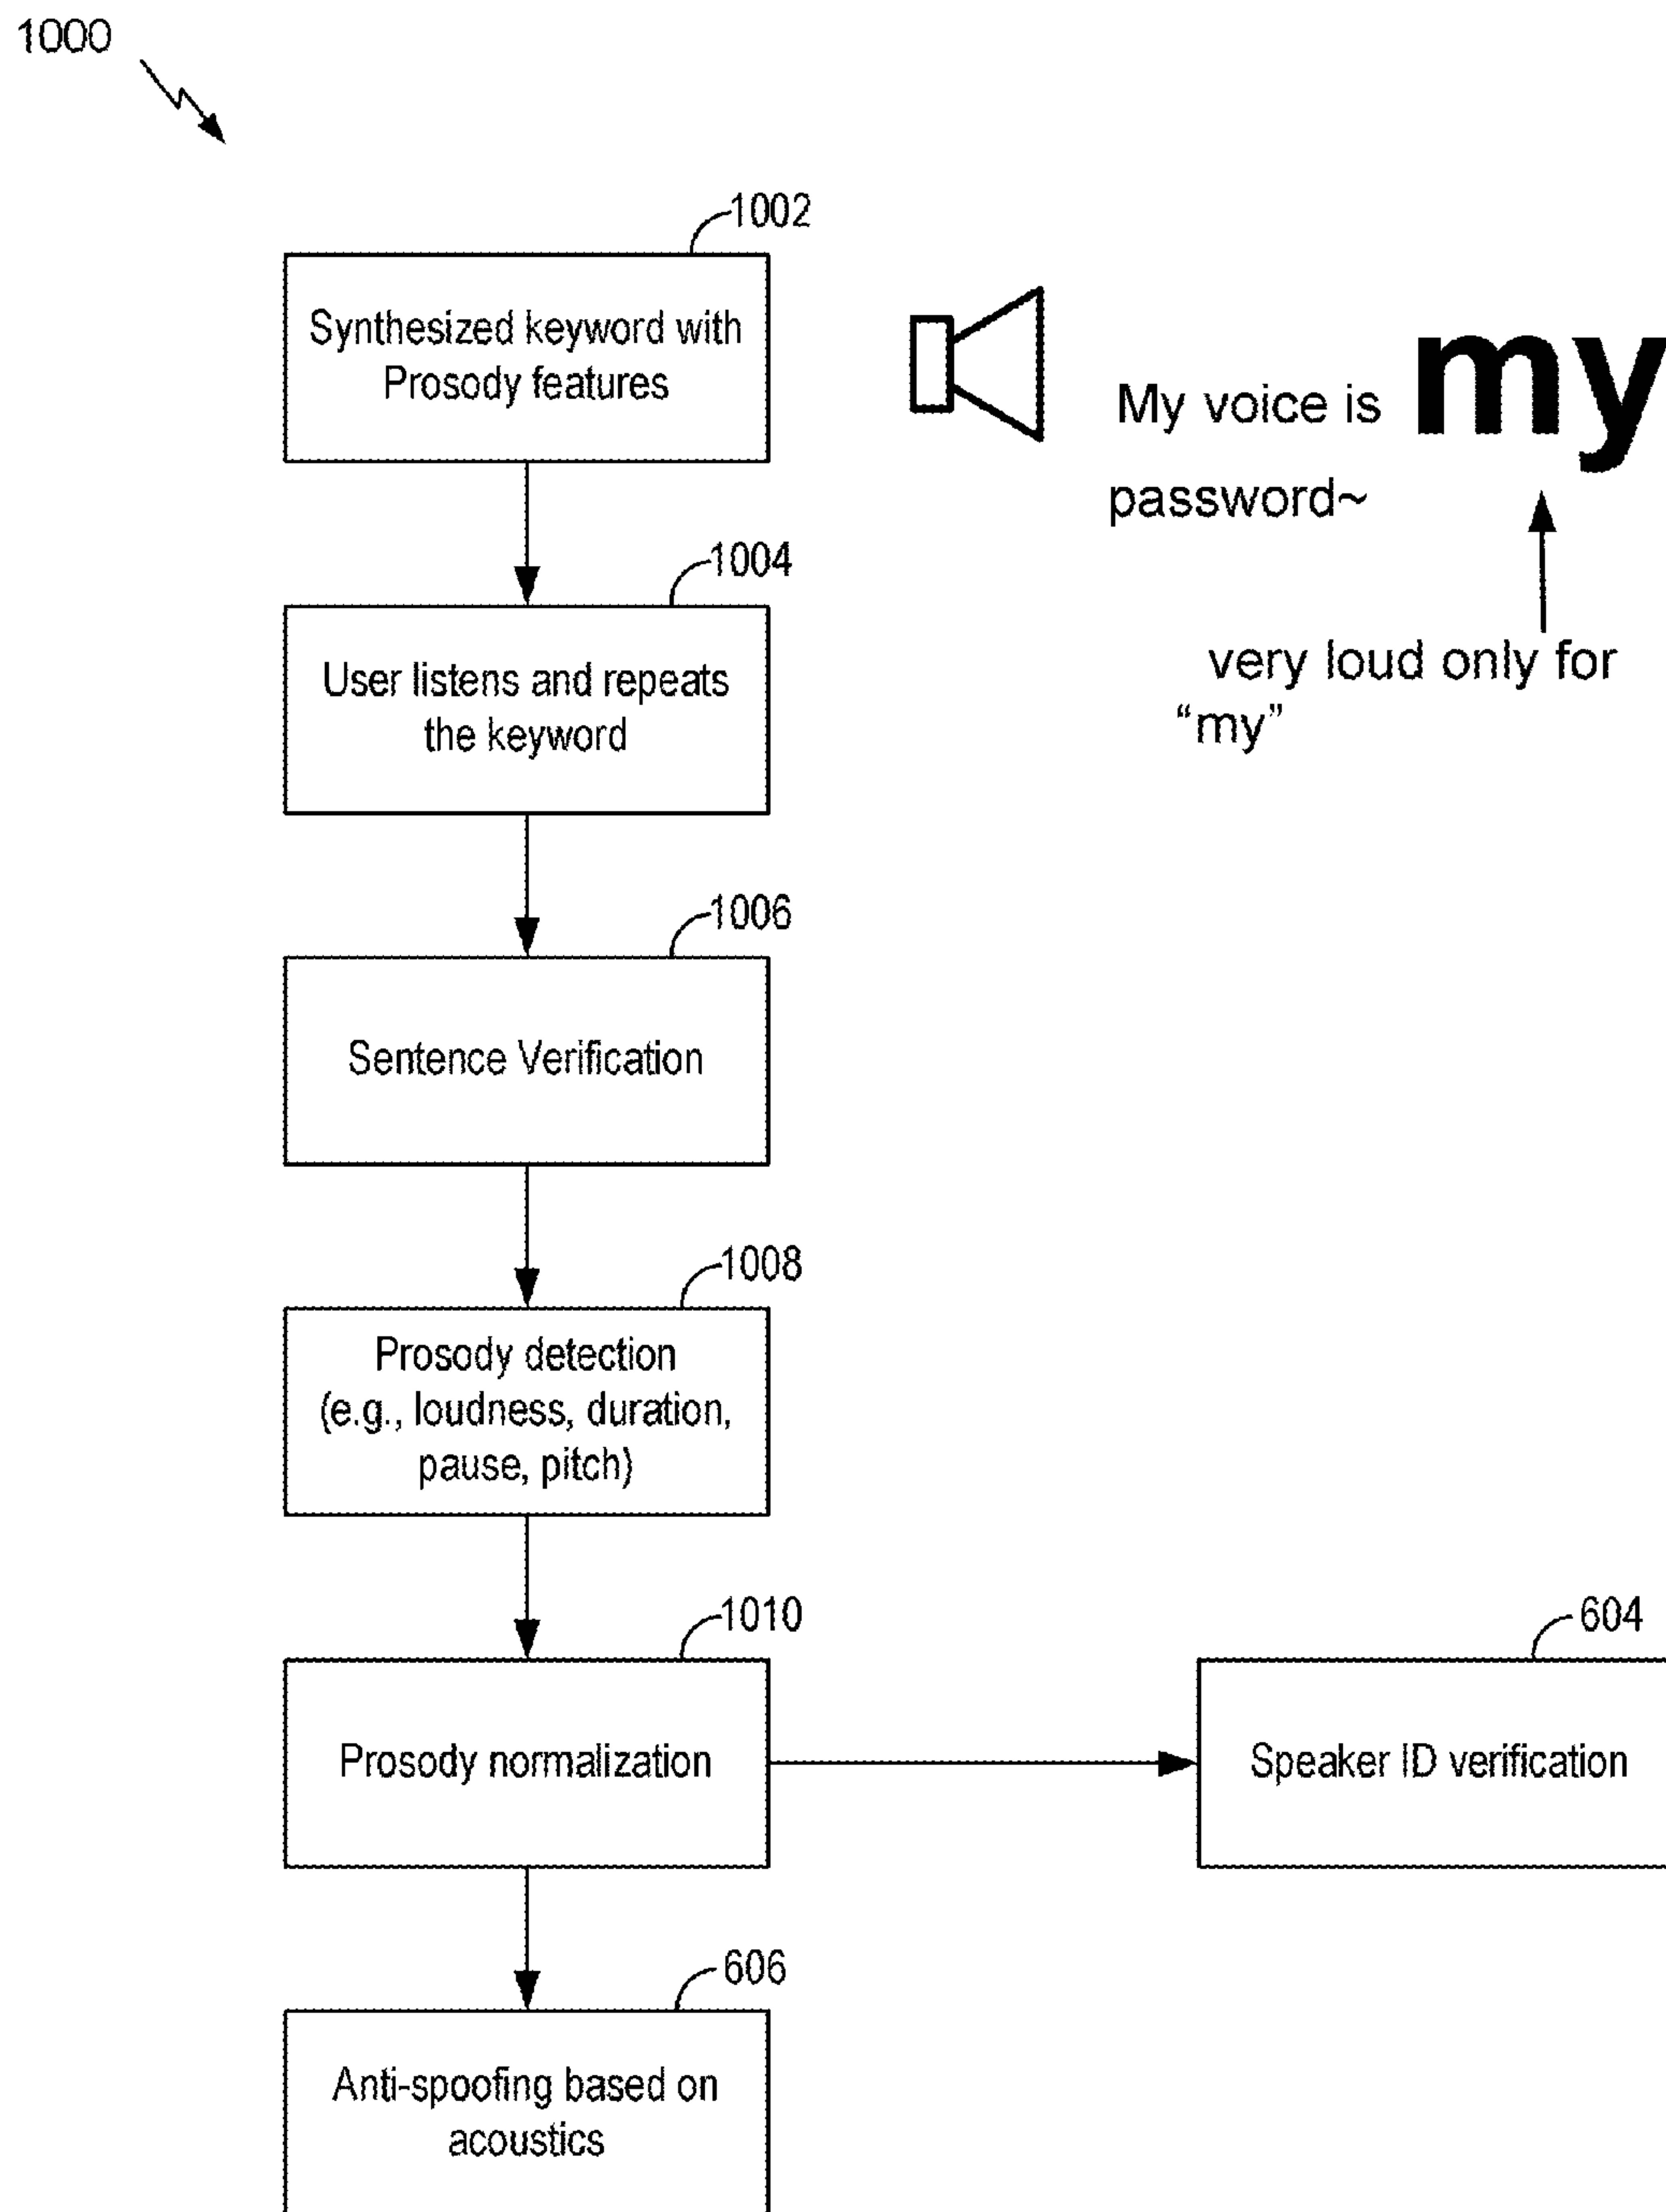 1000
1002
Synthesized keyword with
Prosody features
My voice is my
password~
very loud only for
“my”
1004
User listens and repeats
the keyword
1006
Sentence Verification
1008
Prosody detection
(e.g., loudness, duration,
pause, pitch)
1010
Prosody normalization
604
Speaker ID verification
606
Anti-spoofing based on
acoustics